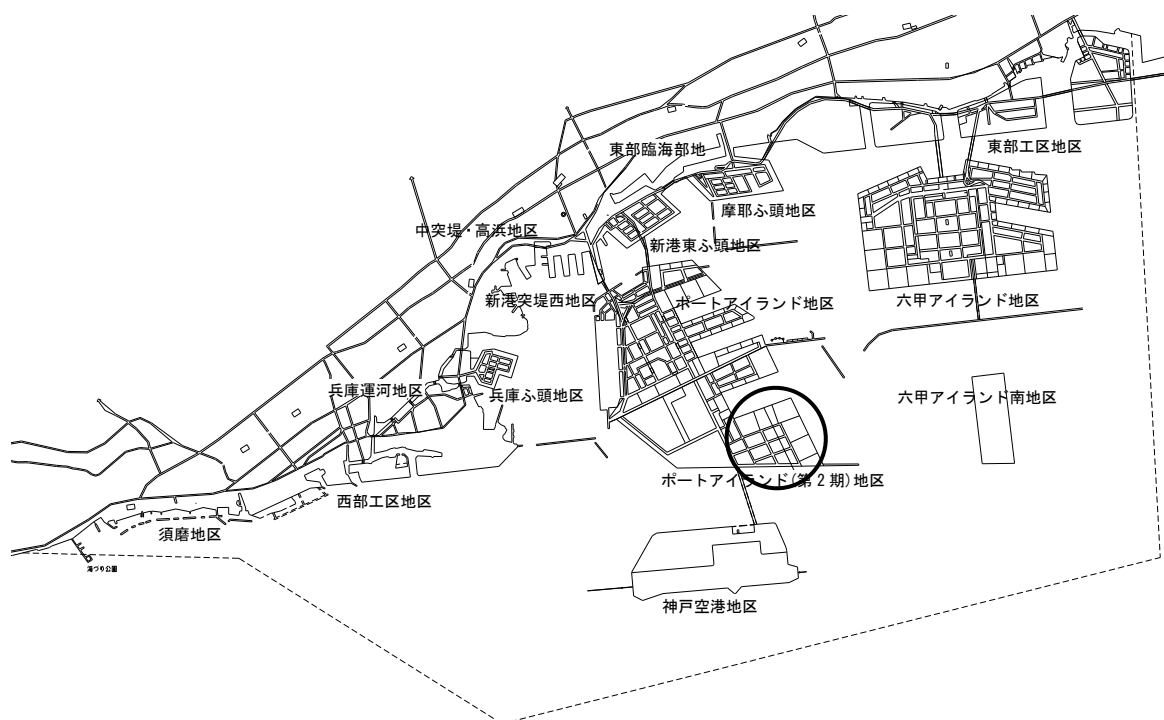 東部臨海部地
東部工区地区
摩耶ふ頭地区
中突堤・高浜地区
新港東ふ頭地区
新港突堤西地区
ポートアイランド地区
六甲アイランド地区
兵庫運河地区
兵庫ふ頭地区
六甲アイランド南地区
ポートアイランド(第2期)地区
西部工区地区
須磨地区
海づり公園
神戸空港地区